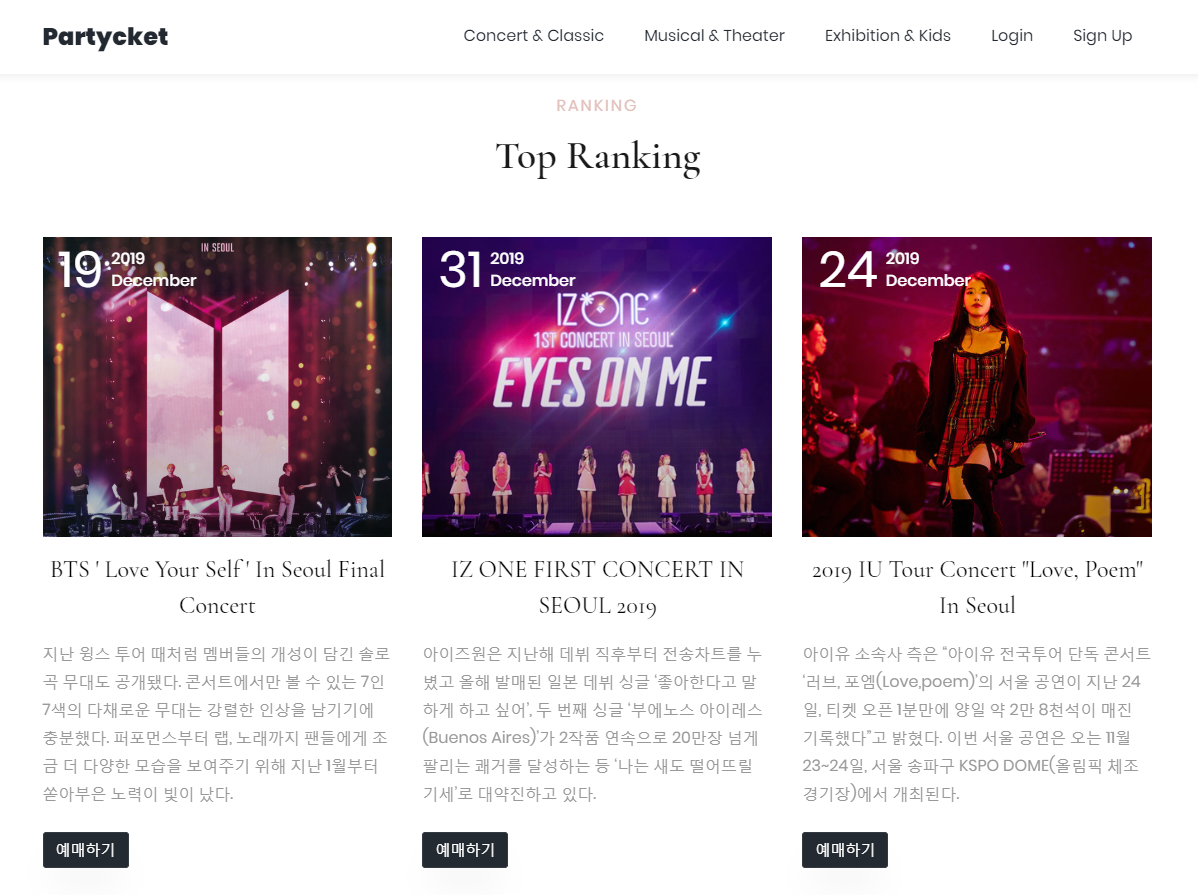 Partycket
Concert & Classic
Musical & Theater
Exhibition & Kids
Login
Sign Up
RANKING
Top Ranking
19
2019
December
IN SEOUL
BTS ' Love Your Self ' In Seoul Final
Concert
지난 윙스 투어 때처럼 멤버들의 개성이 담긴 솔로
곡 무대도 공개됐다. 콘서트에서만 볼 수 있는 7인
7색의 다채로운 무대는 강렬한 인상을 남기기에
충분했다. 퍼포먼스부터 랩, 노래까지 팬들에게 조
금 더 다양한 모습을 보여주기 위해 지난 1월부터
쏟아부은 노력이 빛이 났다.
예매하기
31
2019
December
IZ*ONE
1ST CONCERT IN SEOUL
EYES ON ME
IZ ONE FIRST CONCERT IN
SEOUL 2019
아이즈원은 지난해 데뷔 직후부터 전송차트를 누
볐고 올해 발매된 일본 데뷔 싱글 ‘좋아한다고 말
하게 하고 싶어’, 두 번째 싱글 ‘부에노스 아이레스
(Buenos Aires)’가 2작품 연속으로 20만장 넘게
팔리는 쾌거를 달성하는 등 ‘나는 새도 떨어뜨릴
기세’로 대약진하고 있다.
예매하기
24
2019
December
2019 IU Tour Concert "Love, Poem"
In Seoul
아이유 소속사 측은 “아이유 전국투어 단독 콘서트
‘러브, 포엠(Love,poem)’의 서울 공연이 지난 24
일, 티켓 오픈 1분만에 양일 약 2만 8천석이 매진
기록했다”고 밝혔다. 이번 서울 공연은 오는 11월
23~24일, 서울 송파구 KSPO DOME(올림픽 체조
경기장)에서 개최된다.
예매하기